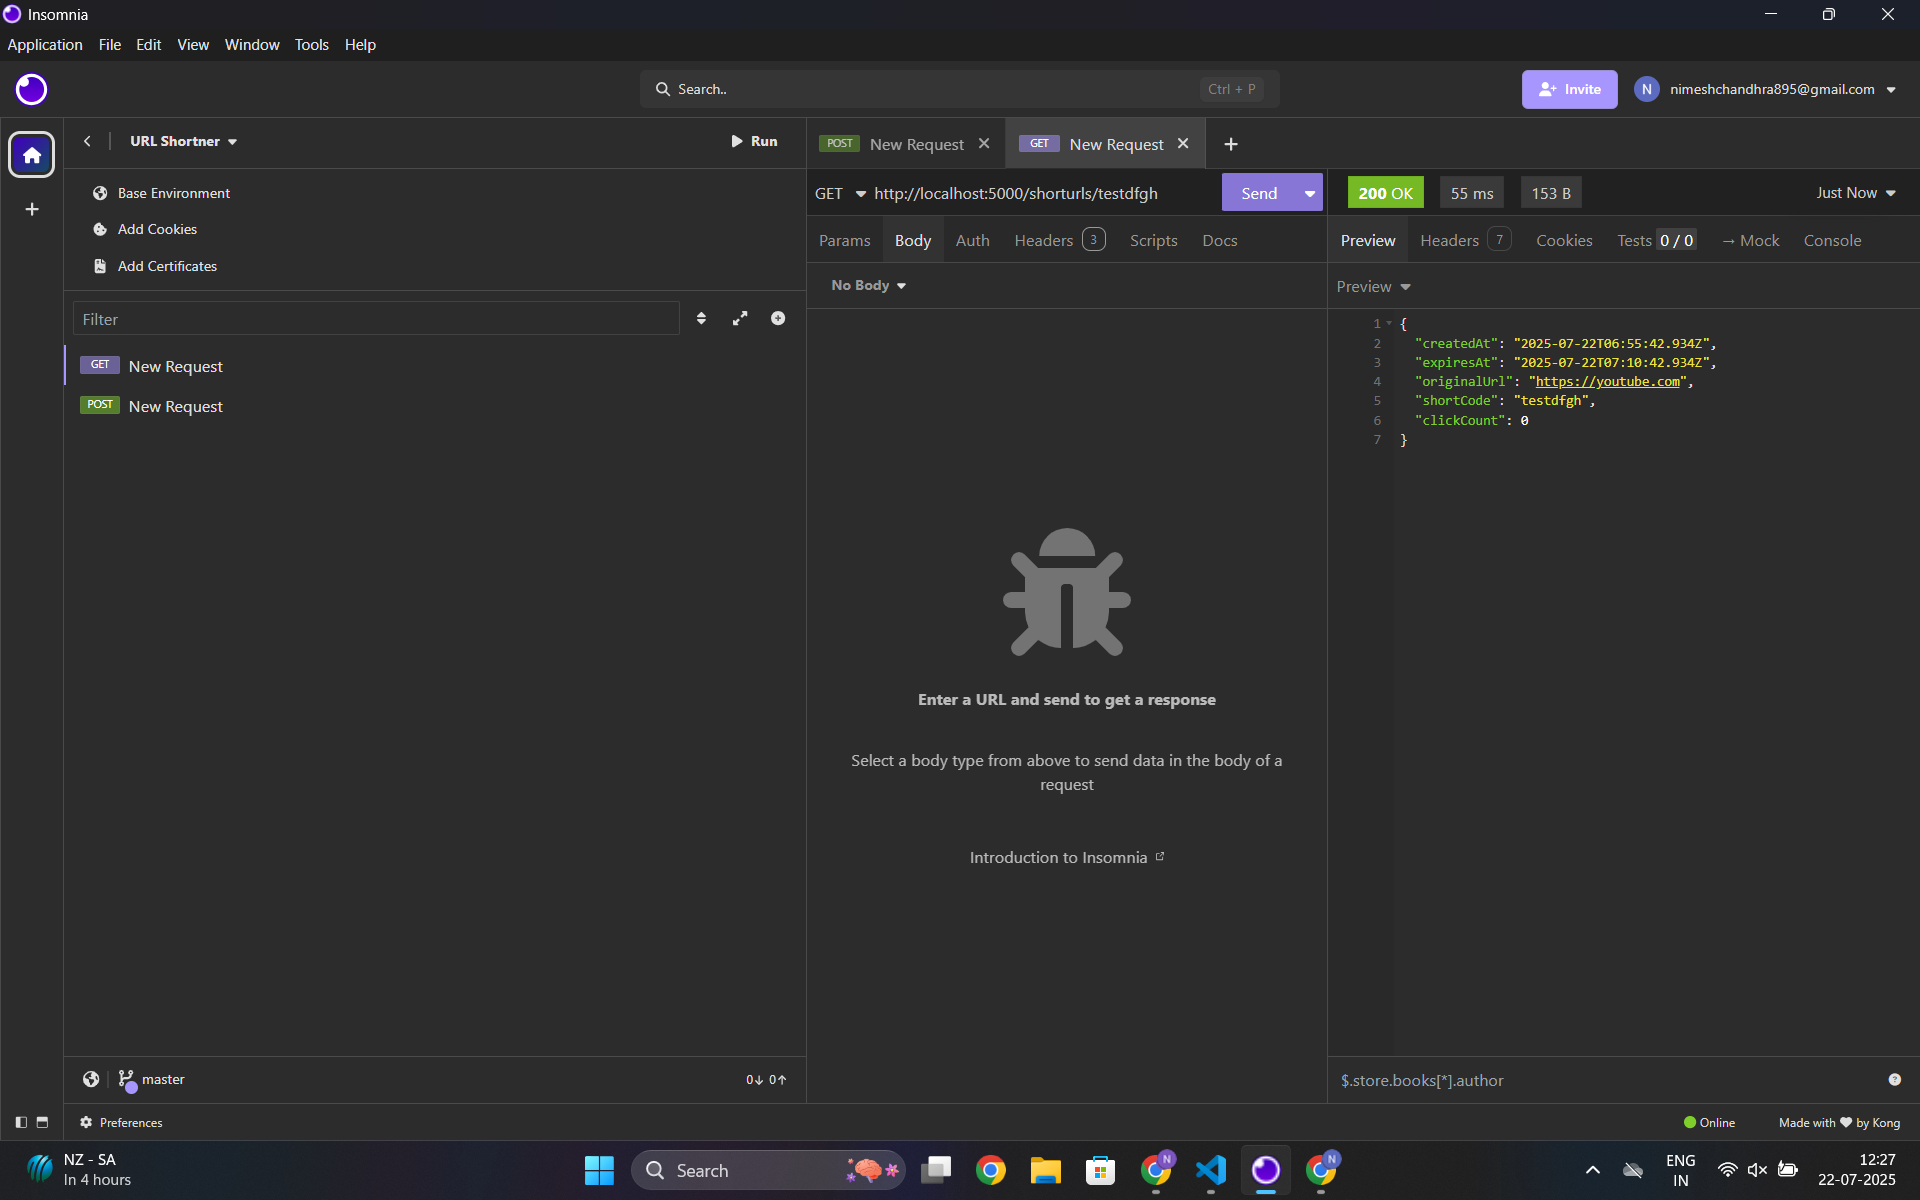 Insomnia
Application File Edit View Window Tools Help
Search.. Ctrl + P
Invite
N nimeshchandhra895@gmail.com
URL Shortner
Run
Base Environment
Add Cookies
Add Certificates
Filter
GET New Request
POST New Request
master
0↓ 0↑
Preferences
POST New Request
GET New Request
GET http://localhost:5000/shorturls/testdfgh Send
Params Body Auth Headers 3 Scripts Docs
No Body
Enter a URL and send to get a response
Select a body type from above to send data in the body of a
request
Introduction to Insomnia
200 OK 55 ms 153 B Just Now
Preview Headers 7 Cookies Tests 0 / 0 → Mock Console
Preview
1 {
2 "createdAt": "2025-07-22T06:55:42.934Z",
3 "expiresAt": "2025-07-22T07:10:42.934Z",
4 "originalUrl": "https://youtube.com",
5 "shortCode": "testdfgh",
6 "clickCount": 0
7 }
$.store.books[*].author
Online
Made with ♥ by Kong
NZ - SA
In 4 hours
Search
N
N
ENG
IN
12:27
22-07-2025